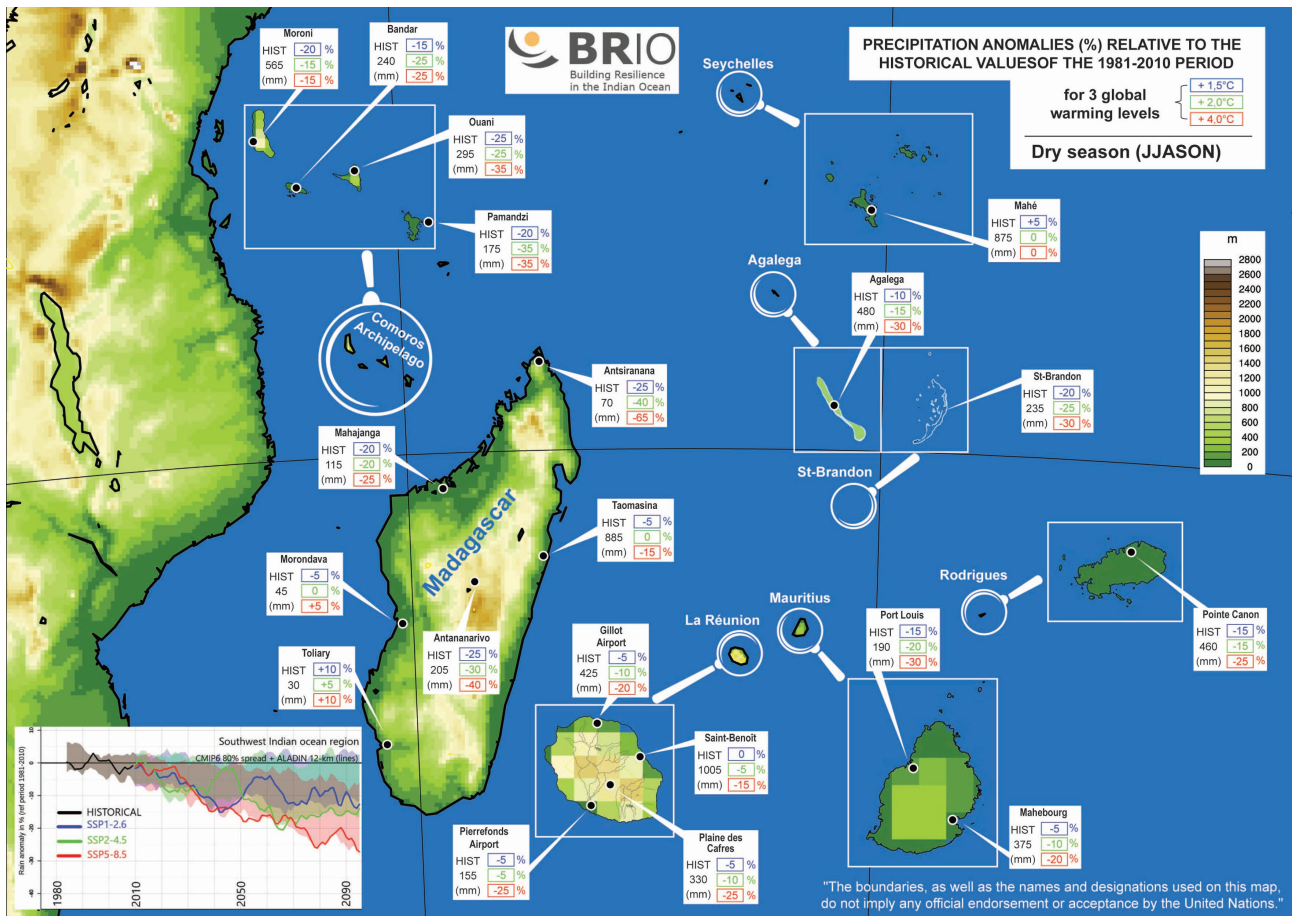 Moroni
HIST -20 %
565 -15 %
(mm) -15 %
Bandar
HIST -15 %
240 -25 %
(mm) -25 %
BRIO
Building Resilience
in the Indian Ocean
Seychelles
PRECIPITATION ANOMALIES (%) RELATIVE TO THE
HISTORICAL VALUESOF THE 1981-2010 PERIOD
for 3 global
warming levels
+ 1,5°C
+ 2,0°C
+ 4.0°C
Dry season (JJASON)
Ouani
HIST -25 %
295 -25 %
(mm) -35 %
Pamandzi
HIST -20 %
175 -35 %
(mm) -35 %
Mahé
HIST +5 %
875 0 %
(mm) 0 %
m
2800
2600
2400
2200
2000
1800
1600
1400
1200
1000
800
600
400
200
0
Agalega
Agalega
HIST -10 %
480 -15 %
(mm) -30 %
Comoros
Archipelago
Antsiranana
HIST -25 %
70 -40 %
(mm) -65 %
St-Brandon
HIST -20 %
235 -25 %
(mm) -30 %
Mahajanga
HIST -20 %
115 -20 %
(mm) -25 %
St-Brandon
Madagascar
Taomasina
HIST -5 %
885 0 %
(mm) -15 %
Morondava
HIST -5 %
45 0 %
(mm) +5 %
Rodrigues
Mauritius
La Réunion
Port Louis
HIST -15 %
190 -20 %
(mm) -30 %
Pointe Canon
HIST -15 %
460 -15 %
(mm) -25 %
Antananarivo
HIST -25 %
205 -30 %
(mm) -40 %
Gillot
Airport
HIST -5 %
425 -10 %
(mm) -20 %
Toliary
HIST +10 %
30 +5 %
(mm) +10 %
Saint-Benoît
HIST 0 %
1005 -5 %
(mm) -15 %
Southwest Indian ocean region
CMIP6 80% spread + ALADIN 12-km (lines)
Rain anomaly in % (ref period 1981-2010)
10
0
-10
-20
-30
-40
HISTORICAL
SSP1-2.6
SSP2-4.5
SSP5-8.5
1980
2010
2050
2090
Pierrefonds
Airport
HIST -5 %
155 -5 %
(mm) -25 %
Plaine des
Cafres
HIST -5 %
330 -10 %
(mm) -25 %
Mahebourg
HIST -5 %
375 -10 %
(mm) -20 %
"The boundaries, as well as the names and designations used on this map,
do not imply any official endorsement or acceptance by the United Nations."